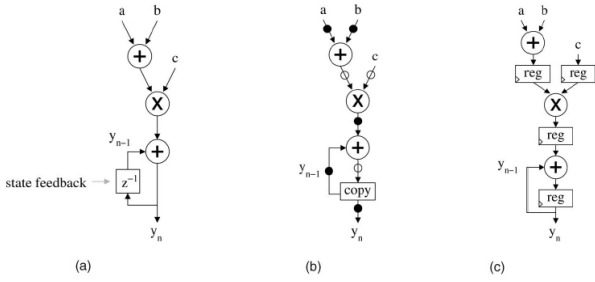 a b
+
c
X
y n−1
+
state feedback
z⁻¹
y n
(a)
a b
+
c
X
+
y n−1
copy
y n
(b)
a b
+
c
reg reg
X
reg
y n−1
+
reg
y n
(c)